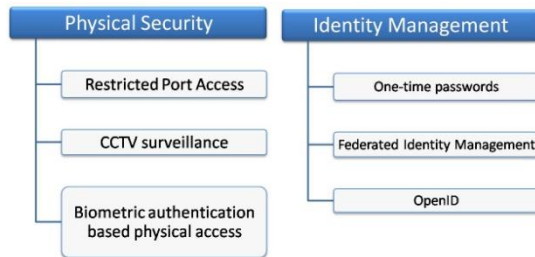 Physical Security
Restricted Port Access
CCTV surveillance
Biometric authentication
based physical access
Identity Management
One-time passwords
Federated Identity Management
OpenID